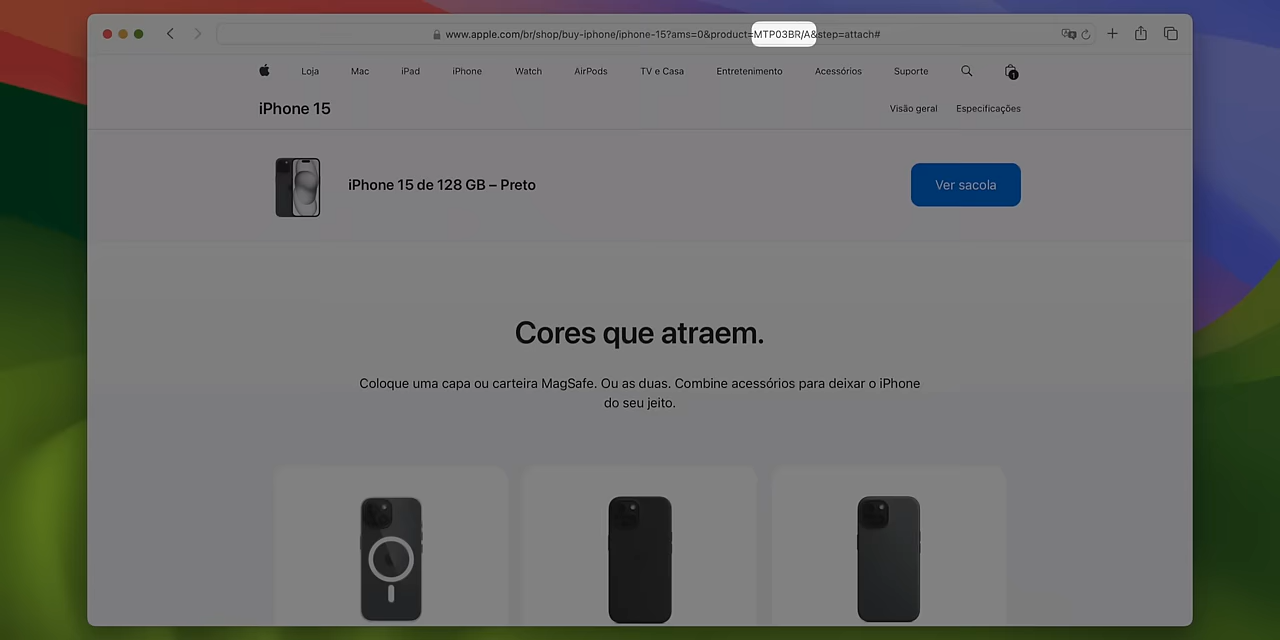 www.apple.com/br/shop/buy-iphone/iphone-15?ams=0&product=MTP03BR/A&step=attach#
Loja Mac iPad iPhone Watch AirPods TV e Casa Entretenimento Acessórios Suporte 1
iPhone 15 Visão geral Especificações
iPhone 15 de 128 GB – Preto Ver sacola
Cores que atraem.
Coloque uma capa ou carteira MagSafe. Ou as duas. Combine acessórios para deixar o iPhone
do seu jeito.